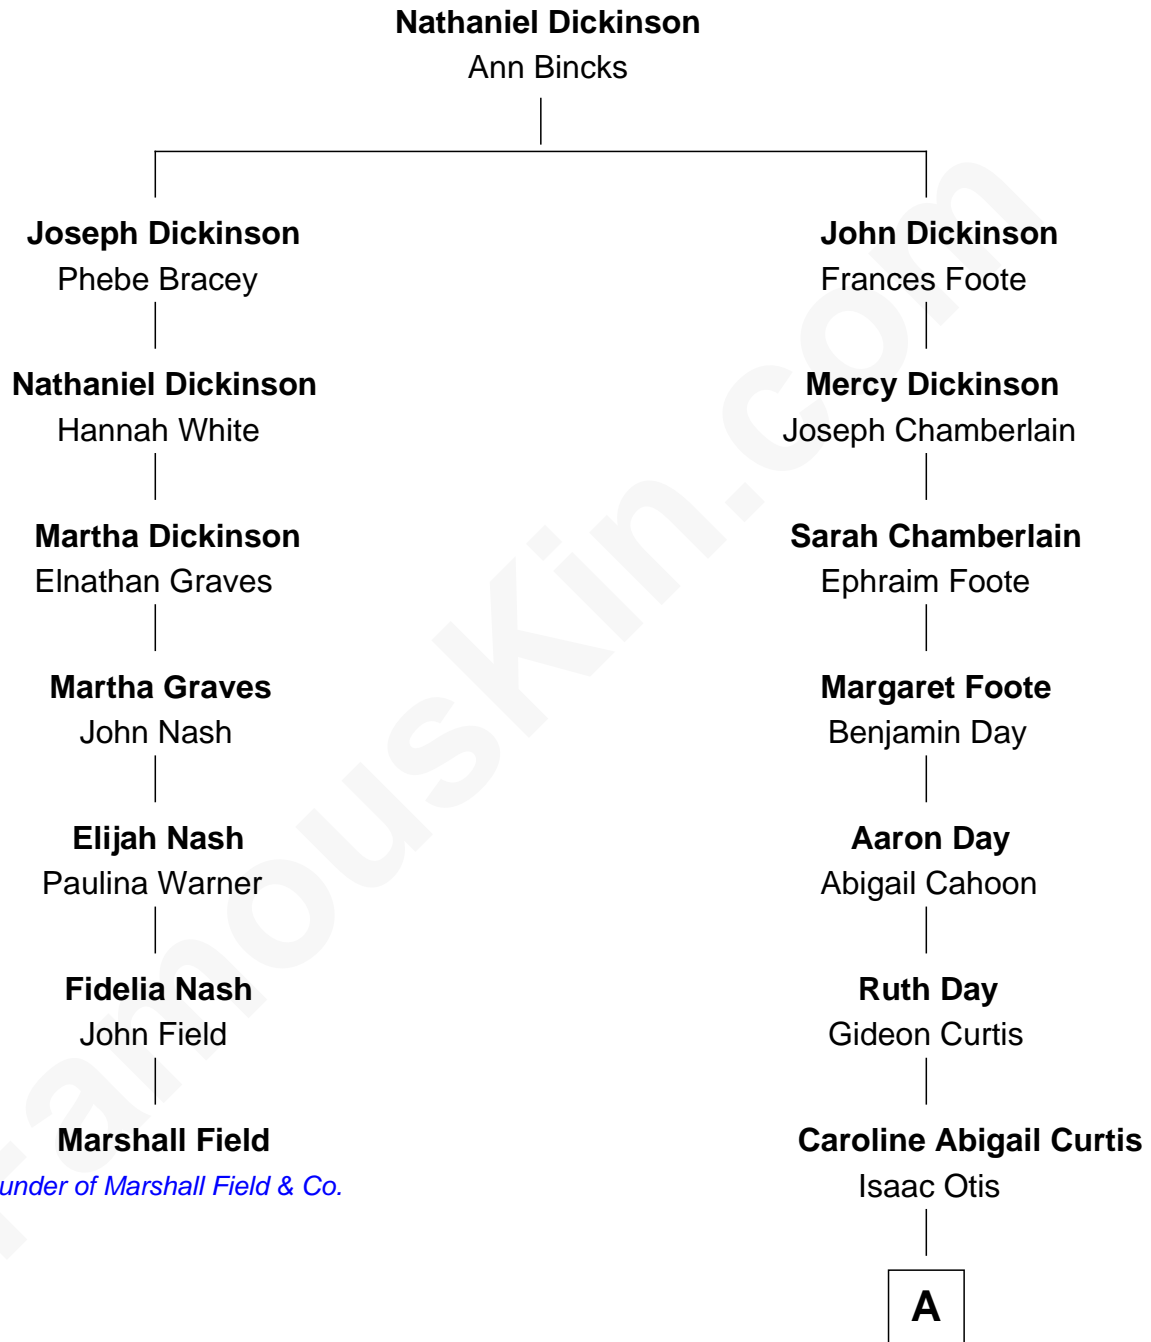 Nathaniel Dickinson
Ann Bincks
Joseph Dickinson
Phebe Bracey
John Dickinson
Frances Foote
Nathaniel Dickinson
Hannah White
Mercy Dickinson
Joseph Chamberlain
Martha Dickinson
Elnathan Graves
Sarah Chamberlain
Ephraim Foote
Martha Graves
John Nash
Margaret Foote
Benjamin Day
Elijah Nash
Paulina Warner
Aaron Day
Abigail Cahoon
Fidelia Nash
John Field
Ruth Day
Gideon Curtis
Marshall Field
under of Marshall Field & Co.
Caroline Abigail Curtis
Isaac Otis
A
FamousKin.com